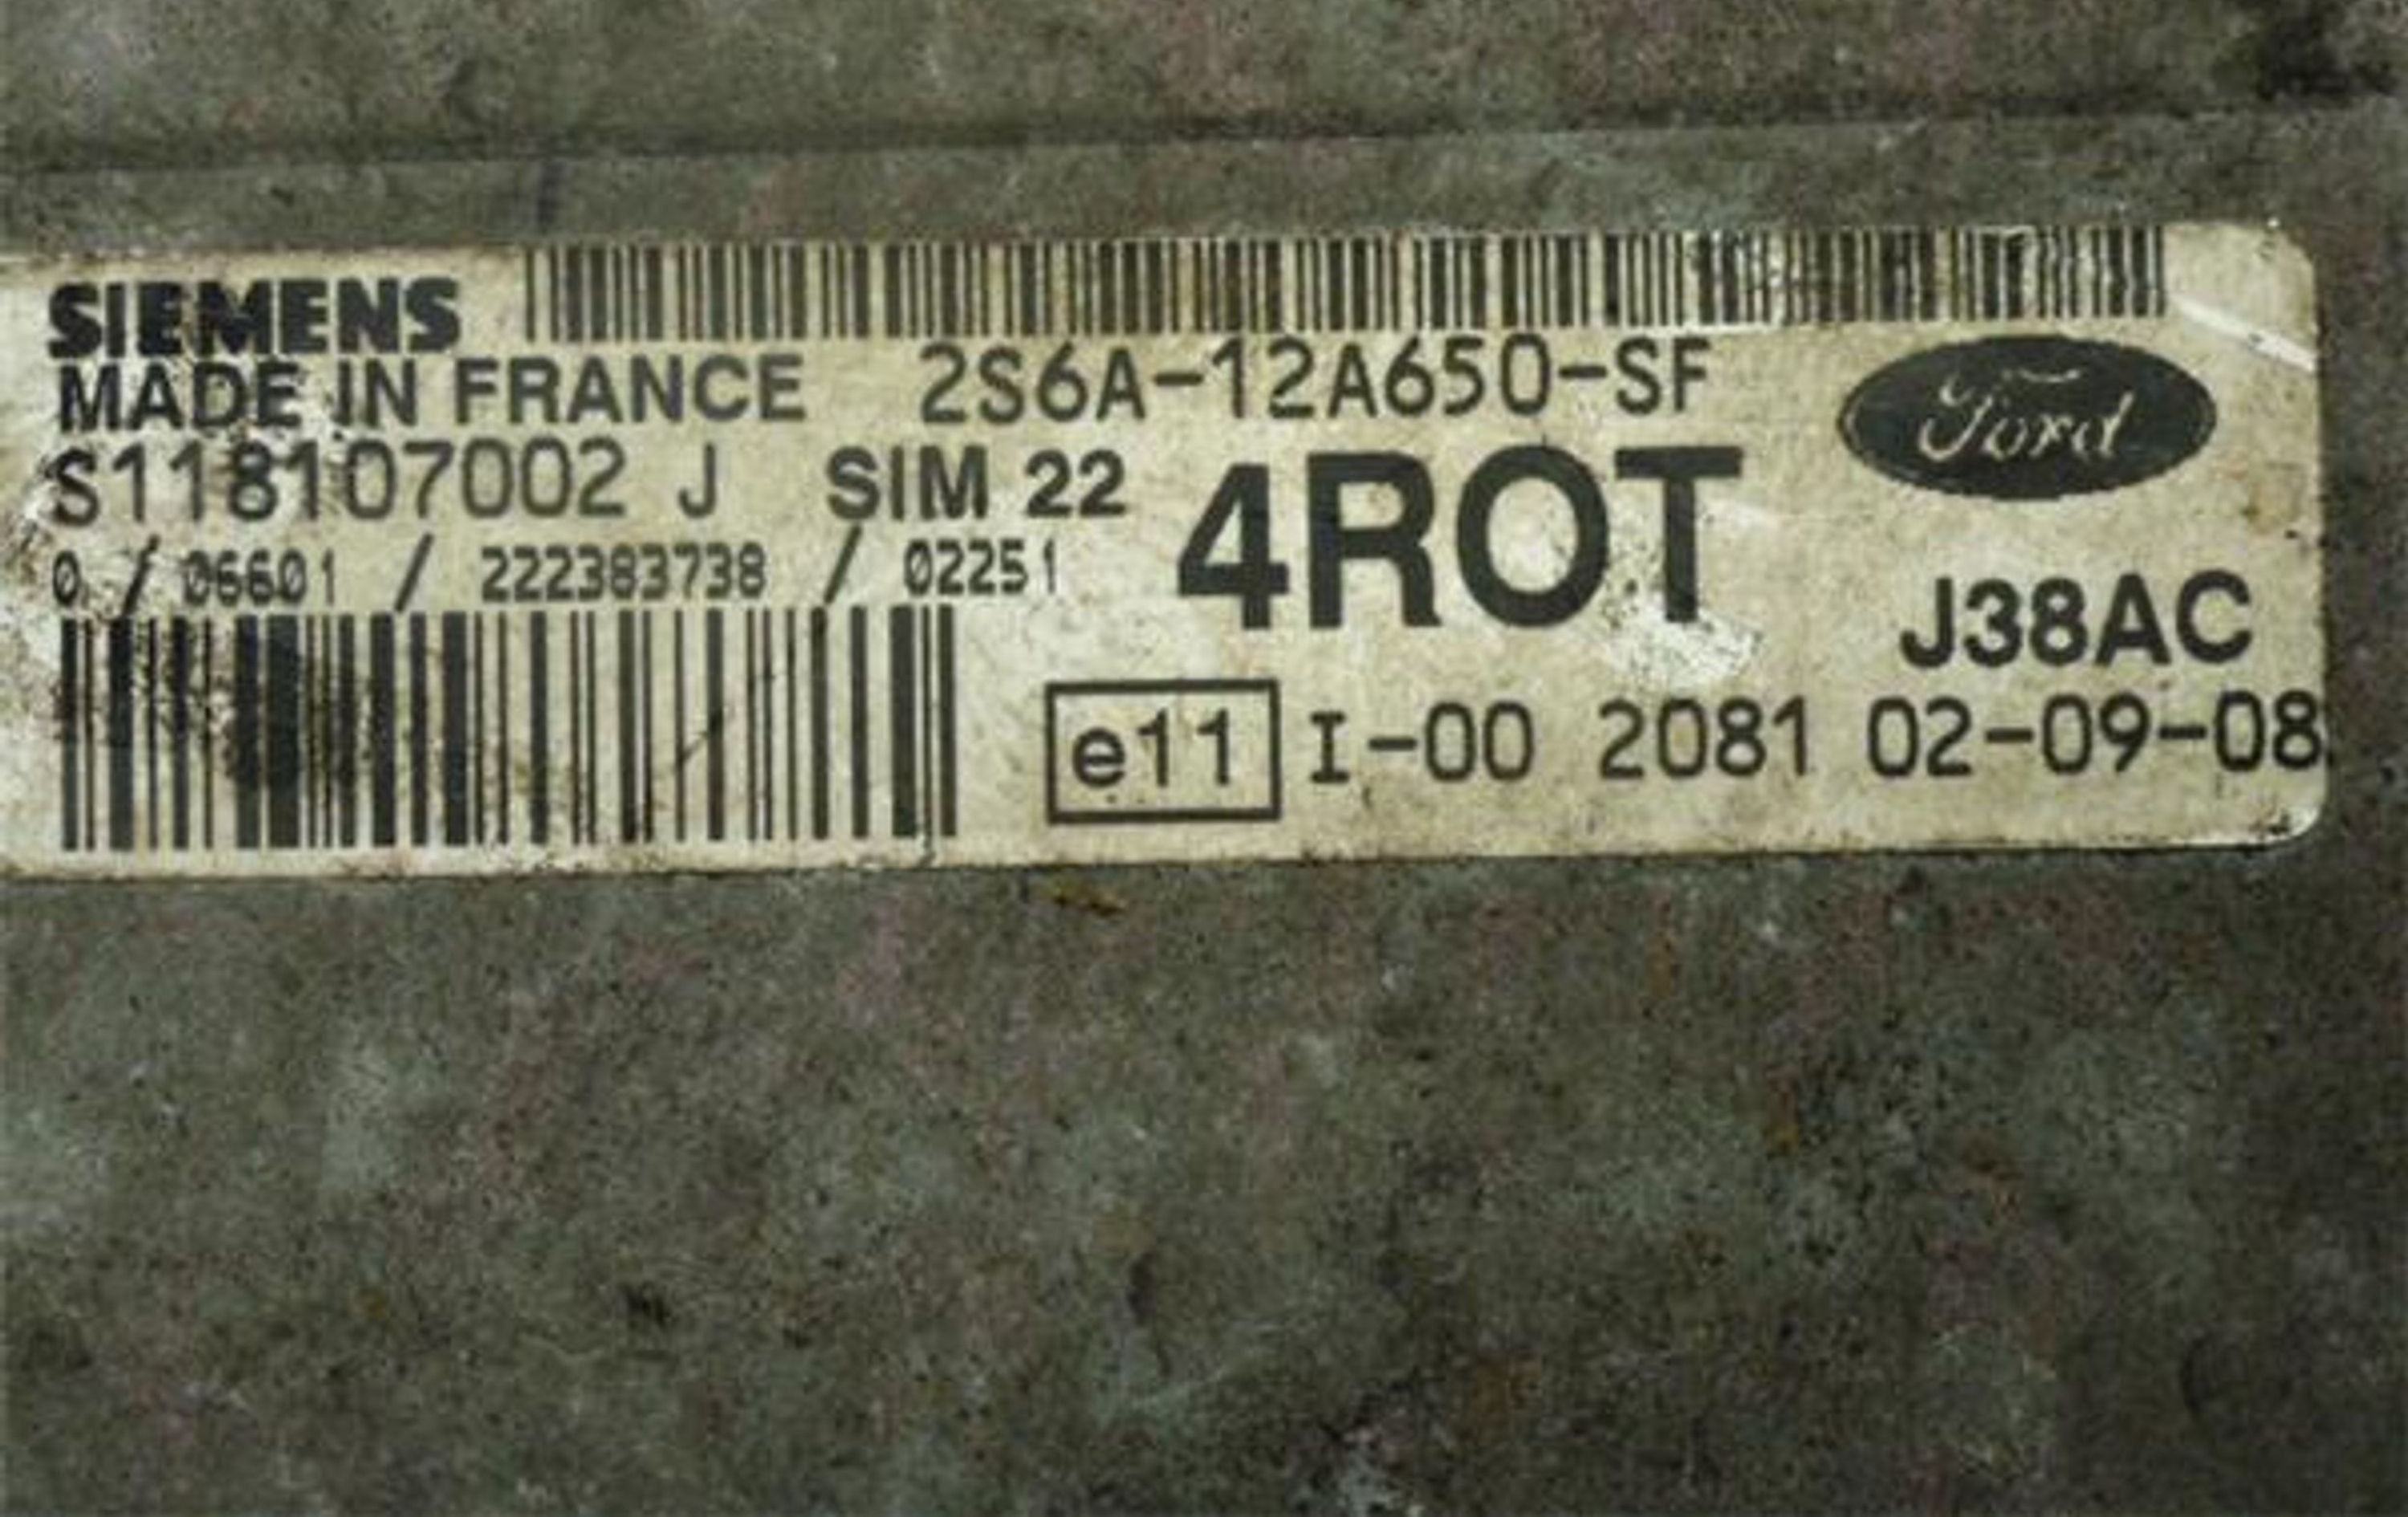 SIEMENS
MADE IN FRANCE 2S6A-12A650-SF
Ford
S118107002 J SIM 22 4ROT
0 / 06601 / 222383738 / 02251
J38AC
e11 I-00 2081 02-09-08